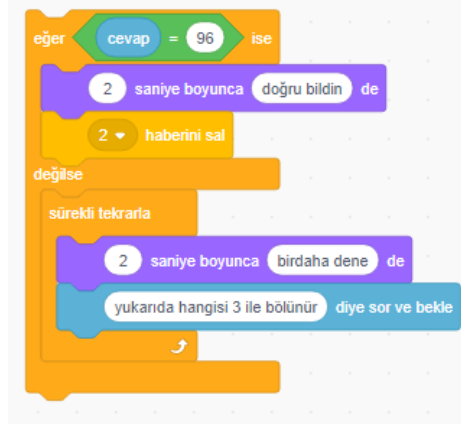 eğer cevap = 96 ise
2 saniye boyunca doğru bildin de
2 haberini sal
değilse
sürekli tekrarla
2 saniye boyunca birdaha dene de
yukarıda hangisi 3 ile bölünür diye sor ve bekle